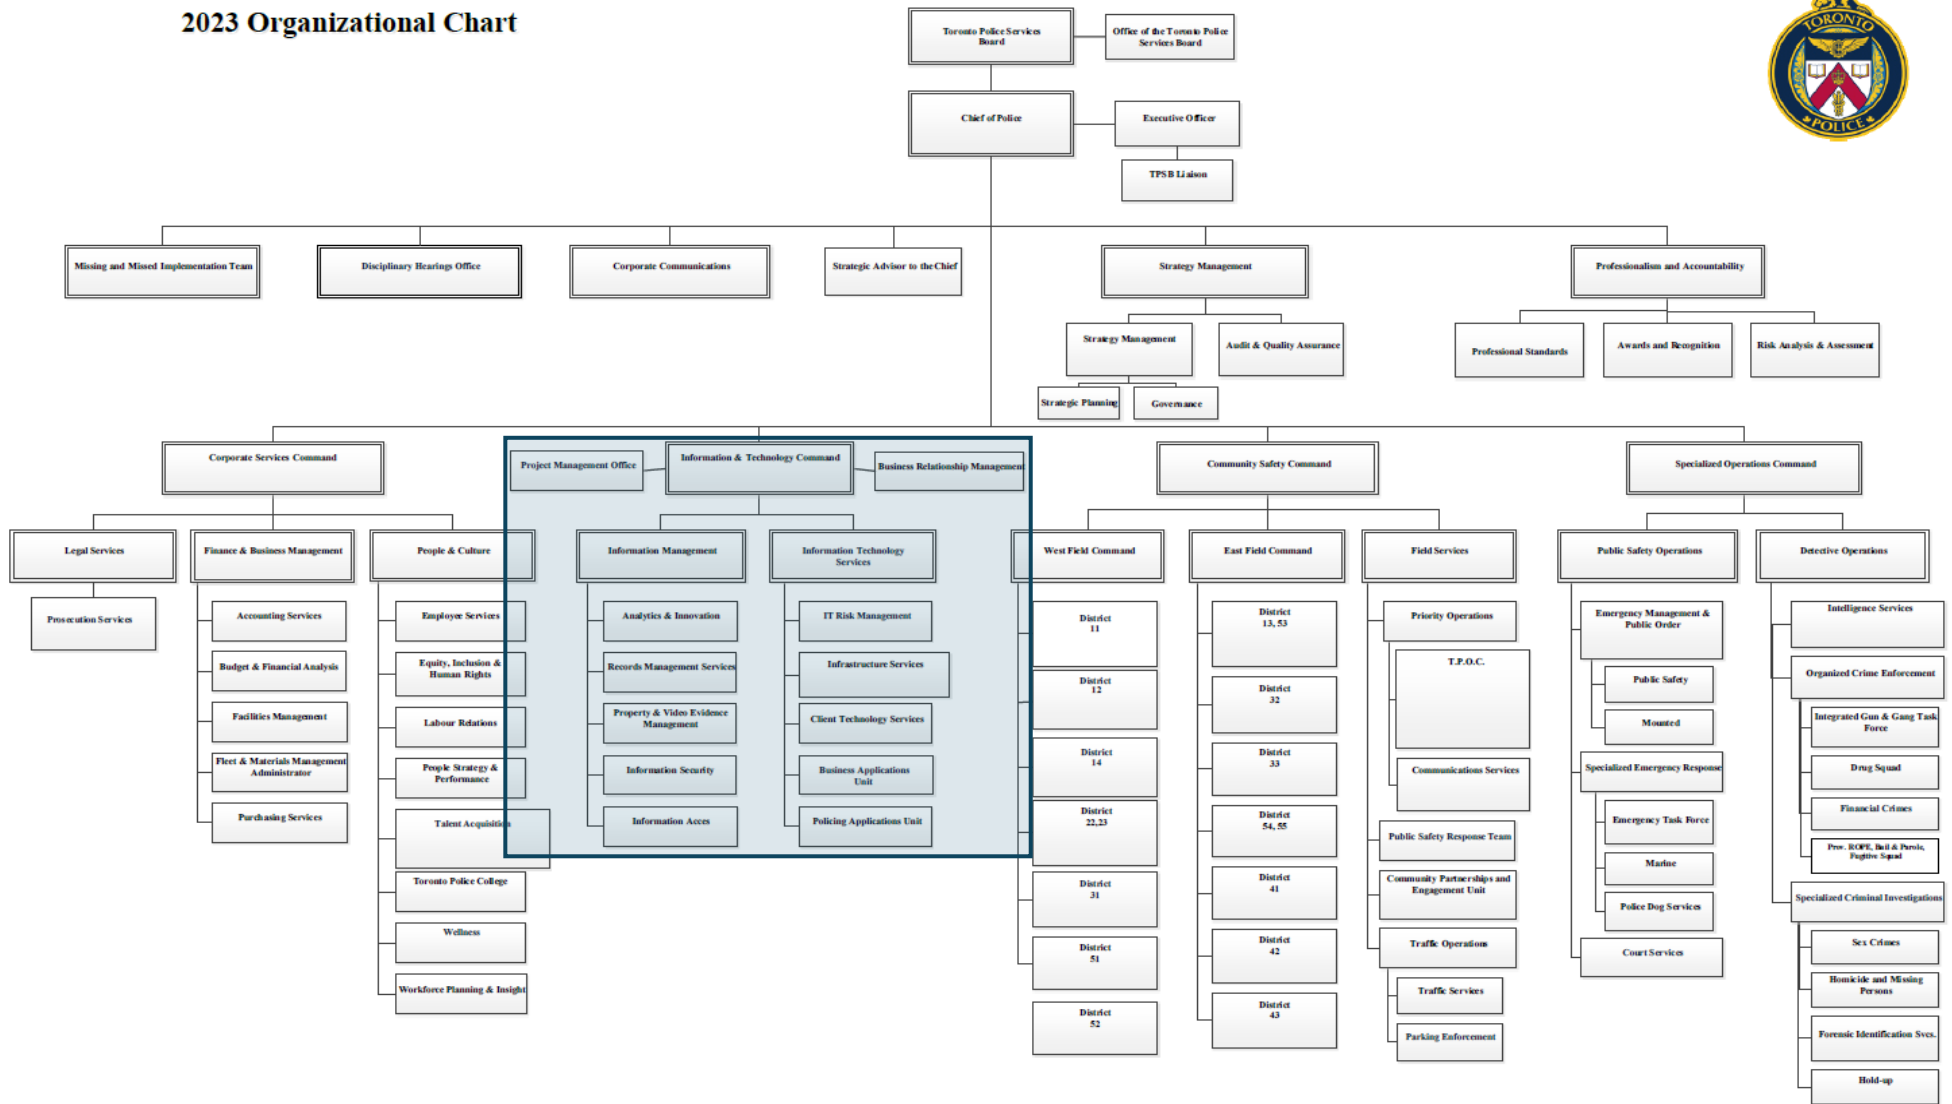 2023 Organizational Chart
Toronto Police Services
Board
Office of the Toronto Police
Services Board
TORONTO
POLICE
Chief of Police
Executive Officer
TPSB Liaison
Missing and Missed Implementation Team
Disciplinary Hearings Office
Corporate Communications
Strategic Advisor to the Chief
Strategy Management
Professionalism and Accountability
Strategy Management
Audit & Quality Assurance
Professional Standards
Awards and Recognition
Risk Analysis & Assessment
Strategic Planning
Governance
Corporate Services Command
Project Management Office
Information & Technology Command
Business Relationship Management
Community Safety Command
Specialized Operations Command
Legal Services
Prosecution Services
Finance & Business Management
Accounting Services
Budget & Financial Analysis
Facilities Management
Fleet & Materials Management
Administrator
Purchasing Services
People & Culture
Employee Services
Equity, Inclusion &
Human Rights
Labour Relations
People Strategy &
Performance
Talent Acquisition
Toronto Police College
Wellness
Workforce Planning & Insight
Information Management
Analytics & Innovation
Records Management Services
Property & Video Evidence
Management
Information Security
Information Acces
Information Technology
Services
IT Risk Management
Infrastructure Services
Client Technology Services
Business Applications
Unit
Policing Applications Unit
West Field Command
District
11
District
12
District
14
District
22,23
District
31
District
51
District
52
East Field Command
District
13, 53
District
32
District
33
District
54, 55
District
41
District
42
District
43
Field Services
Priority Operations
T.P.O.C.
Communications Services
Public Safety Response Team
Community Partnerships and
Engagement Unit
Traffic Operations
Traffic Services
Parking Enforcement
Public Safety Operations
Emergency Management &
Public Order
Public Safety
Mounted
Specialized Emergency Response
Emergency Task Force
Marine
Police Dog Services
Court Services
Detective Operations
Intelligence Services
Organized Crime Enforcement
Integrated Gun & Gang Task
Force
Drug Squad
Financial Crimes
Prov. ROPE, Bail & Parole,
Fugitive Squad
Specialized Criminal Investigations
Sex Crimes
Homicide and Missing
Persons
Forensic Identification Svcs.
Hold-up